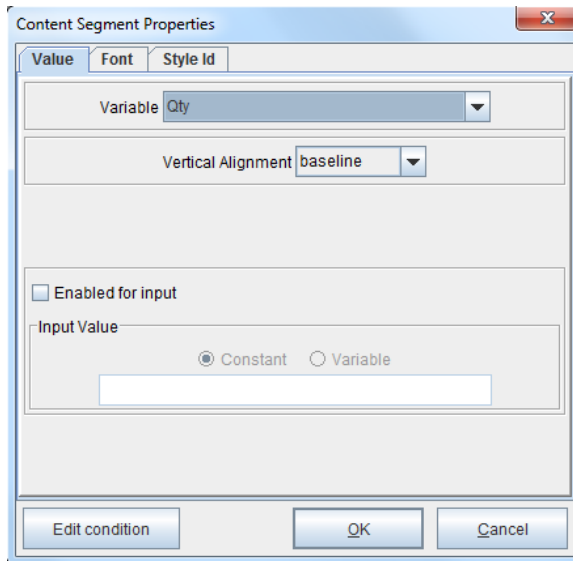 Content Segment Properties
x
Value Font Style Id
Variable Qty
Vertical Alignment baseline
Enabled for input
Input Value
Constant Variable
Edit condition OK Cancel